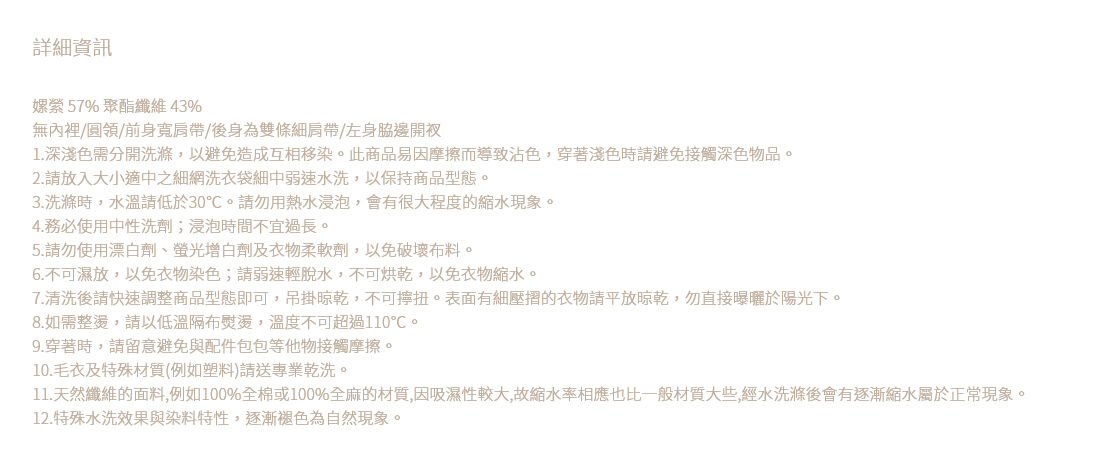 詳細資訊
嫘縈 57% 聚酯纖維 43%
無內裡/圓領/前身寬肩帶/後身為雙條細肩帶/左身脇邊開衩
1.深淺色需分開洗滌，以避免造成互相移染。此商品易因摩擦而導致沾色，穿著淺色時請避免接觸深色物品。
2.請放入大小適中之細網洗衣袋細中弱速水洗，以保持商品型態。
3.洗滌時，水溫請低於30℃。請勿用熱水浸泡，會有很大程度的縮水現象。
4.務必使用中性洗劑；浸泡時間不宜過長。
5.請勿使用漂白劑、螢光增白劑及衣物柔軟劑，以免破壞布料。
6.不可濕放，以免衣物染色；請弱速輕脫水，不可烘乾，以免衣物縮水。
7.清洗後請快速調整商品型態即可，吊掛晾乾，不可擰扭。表面有細壓摺的衣物請平放晾乾，勿直接曝曬於陽光下。
8.如需整燙，請以低溫隔布熨燙，溫度不可超過110℃。
9.穿著時，請留意避免與配件包包等他物接觸摩擦。
10.毛衣及特殊材質(例如塑料)請送專業乾洗。
11.天然纖維的面料,例如100%全棉或100%全麻的材質,因吸濕性較大,故縮水率相應也比一般材質大些,經水洗滌後會有逐漸縮水屬於正常現象。
12.特殊水洗效果與染料特性，逐漸褪色為自然現象。